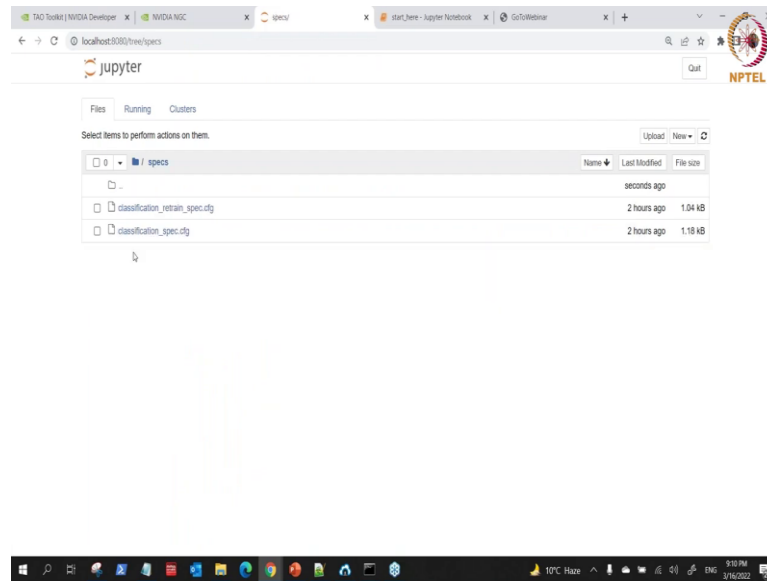 TAO Toolkit | NVIDIA Developer x NVIDIA NGC x specs/ x start_here - Jupyter Notebook x GoToWebinar x +
localhost:8080/tree/specs
jupyter Quit
NPTEL
Files Running Clusters
Select items to perform actions on them. Upload New
0 / specs Name Last Modified File size
.. seconds ago
classification_retrain_spec.cfg 2 hours ago 1.04 kB
classification_spec.cfg 2 hours ago 1.18 kB
10°C Haze ENG 9:10 PM
3/16/2022